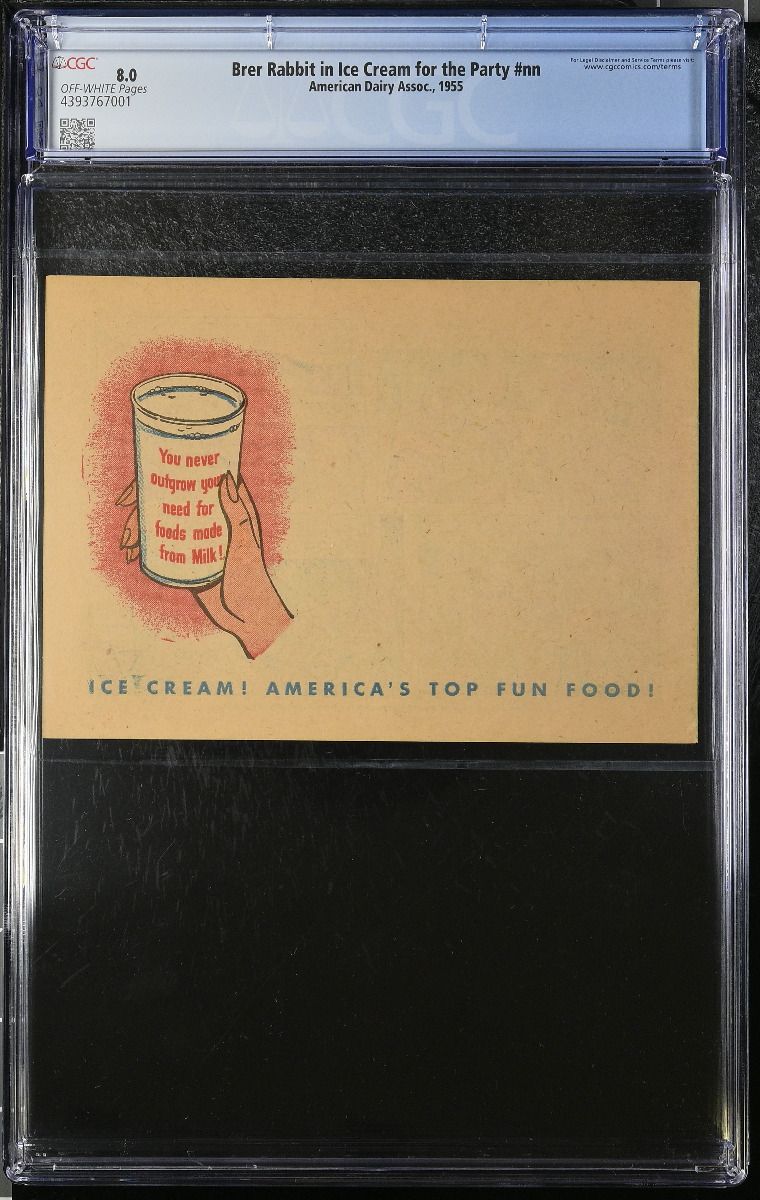 CGC
8.0
OFF-WHITE Pages
4393767001
Brer Rabbit in Ice Cream for the Party #nn
American Dairy Assoc., 1955
For Legal Disclaimer and Service Terms please visit:
www.cgccomics.com/terms
CGC
You never
outgrow your
need for
foods made
from Milk!
ICE CREAM! AMERICA'S TOP FUN FOOD!